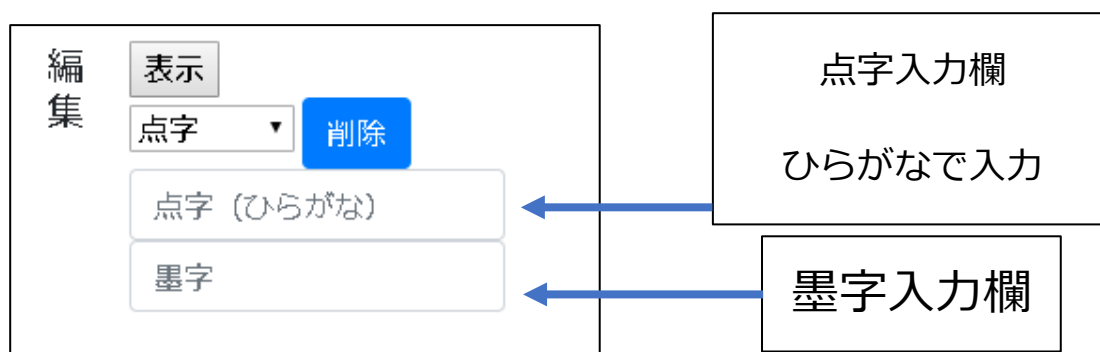 編集
表示
点字
削除
点字（ひらがな）
墨字
点字入力欄
ひらがなで入力
墨字入力欄